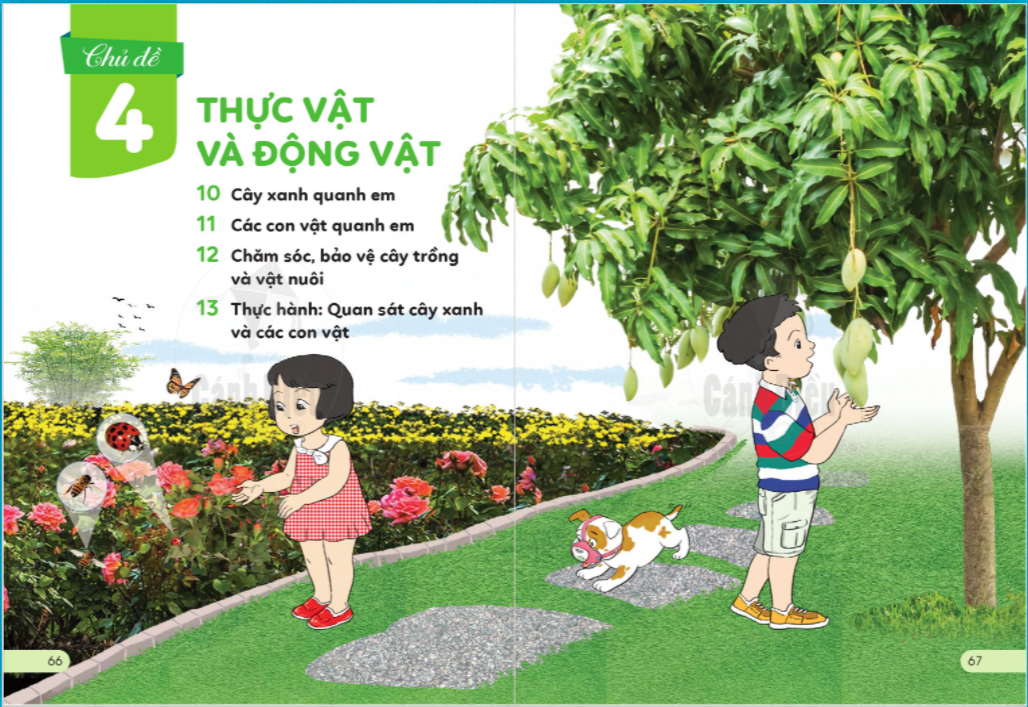 Chủ đề
4
THỰC VẬT
VÀ ĐỘNG VẬT
10 Cây xanh quanh em
11 Các con vật quanh em
12 Chăm sóc, bảo vệ cây trồng
và vật nuôi
13 Thực hành: Quan sát cây xanh
và các con vật
Cánh
Cánh
66
67